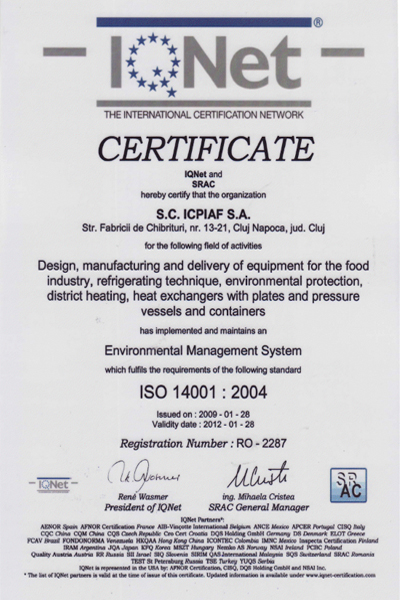 IQNet ®
THE INTERNATIONAL CERTIFICATION NETWORK
CERTIFICATE
IQNet and
SRAC
hereby certify that the organization
S.C. ICPIAF S.A.
Str. Fabricii de Chibrituri, nr. 13-21, Cluj Napoca, jud. Cluj
for the following field of activities
Design, manufacturing and delivery of equipment for the food
industry, refrigerating technique, environmental protection,
district heating, heat exchangers with plates and pressure
vessels and containers
has implemented and maintains an
Environmental Management System
which fulfils the requirements of the following standard
ISO 14001 : 2004
Issued on : 2009 - 01 - 28
Validity date : 2012 - 01 - 28
Registration Number : RO - 2287
IQNet
SRAC
René Wasmer
President of IQNet
ing. Mihaela Cristea
SRAC General Manager
IQNet Partners*:
AENOR Spain AFNOR Certification France AIB-Vinçotte International Belgium ANCE Mexico APCER Portugal CISQ Italy
CQC China CQM China CQS Czech Republic Cro Cert Croatia DQS Holding GmbH Germany DS Denmark ELOT Greece
FCAV Brazil FONDONORMA Venezuela HKQAA Hong Kong China ICONTEC Colombia IMNC Mexico Inspecta Certification Finland
IRAM Argentina JQA Japan KFQ Korea MSZT Hungary Nemko AS Norway NSAI Ireland PCBC Poland
Quality Austria Austria RR Russia SII Israel SIQ Slovenia SIRIM QAS International Malaysia SQS Switzerland SRAC Romania
TEST St Petersburg Russia TSE Turkey YUQS Serbia
IQNet is represented in the USA by: AFNOR Certification, CISQ, DQS Holding GmbH and NSAI Inc.
* The list of IQNet partners is valid at the time of issue of this certificate. Updated information is available under www.iqnet-certification.com